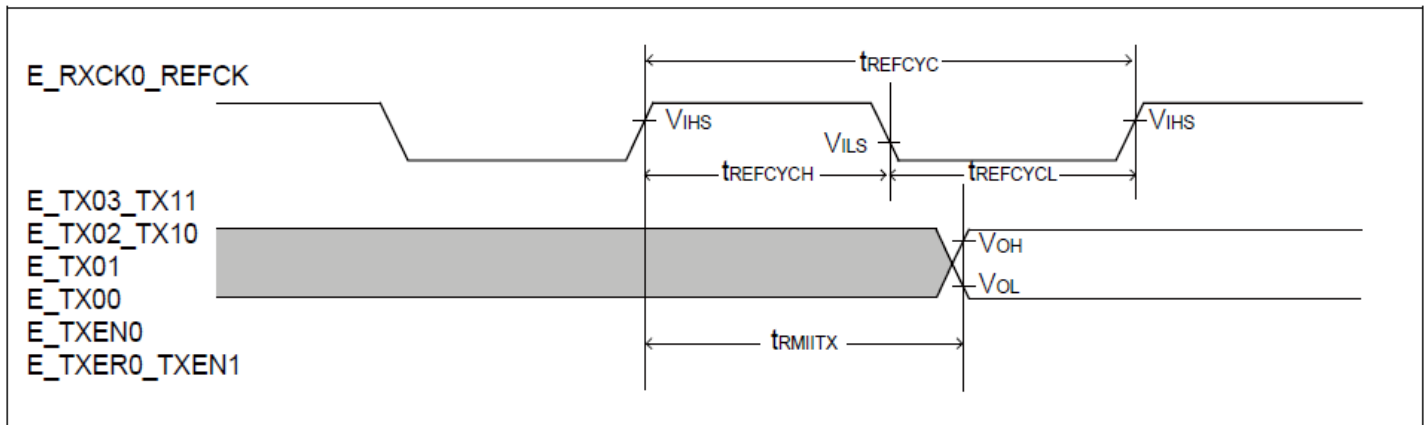 tREFCYC
E_RXCK0_REFCK
VIHS
VILS
VIHS
tREFCYCH
tREFCYCL
E_TX03_TX11
E_TX02_TX10
E_TX01
E_TX00
E_TXEN0
E_TXER0_TXEN1
VOH
VOL
tRMIITX